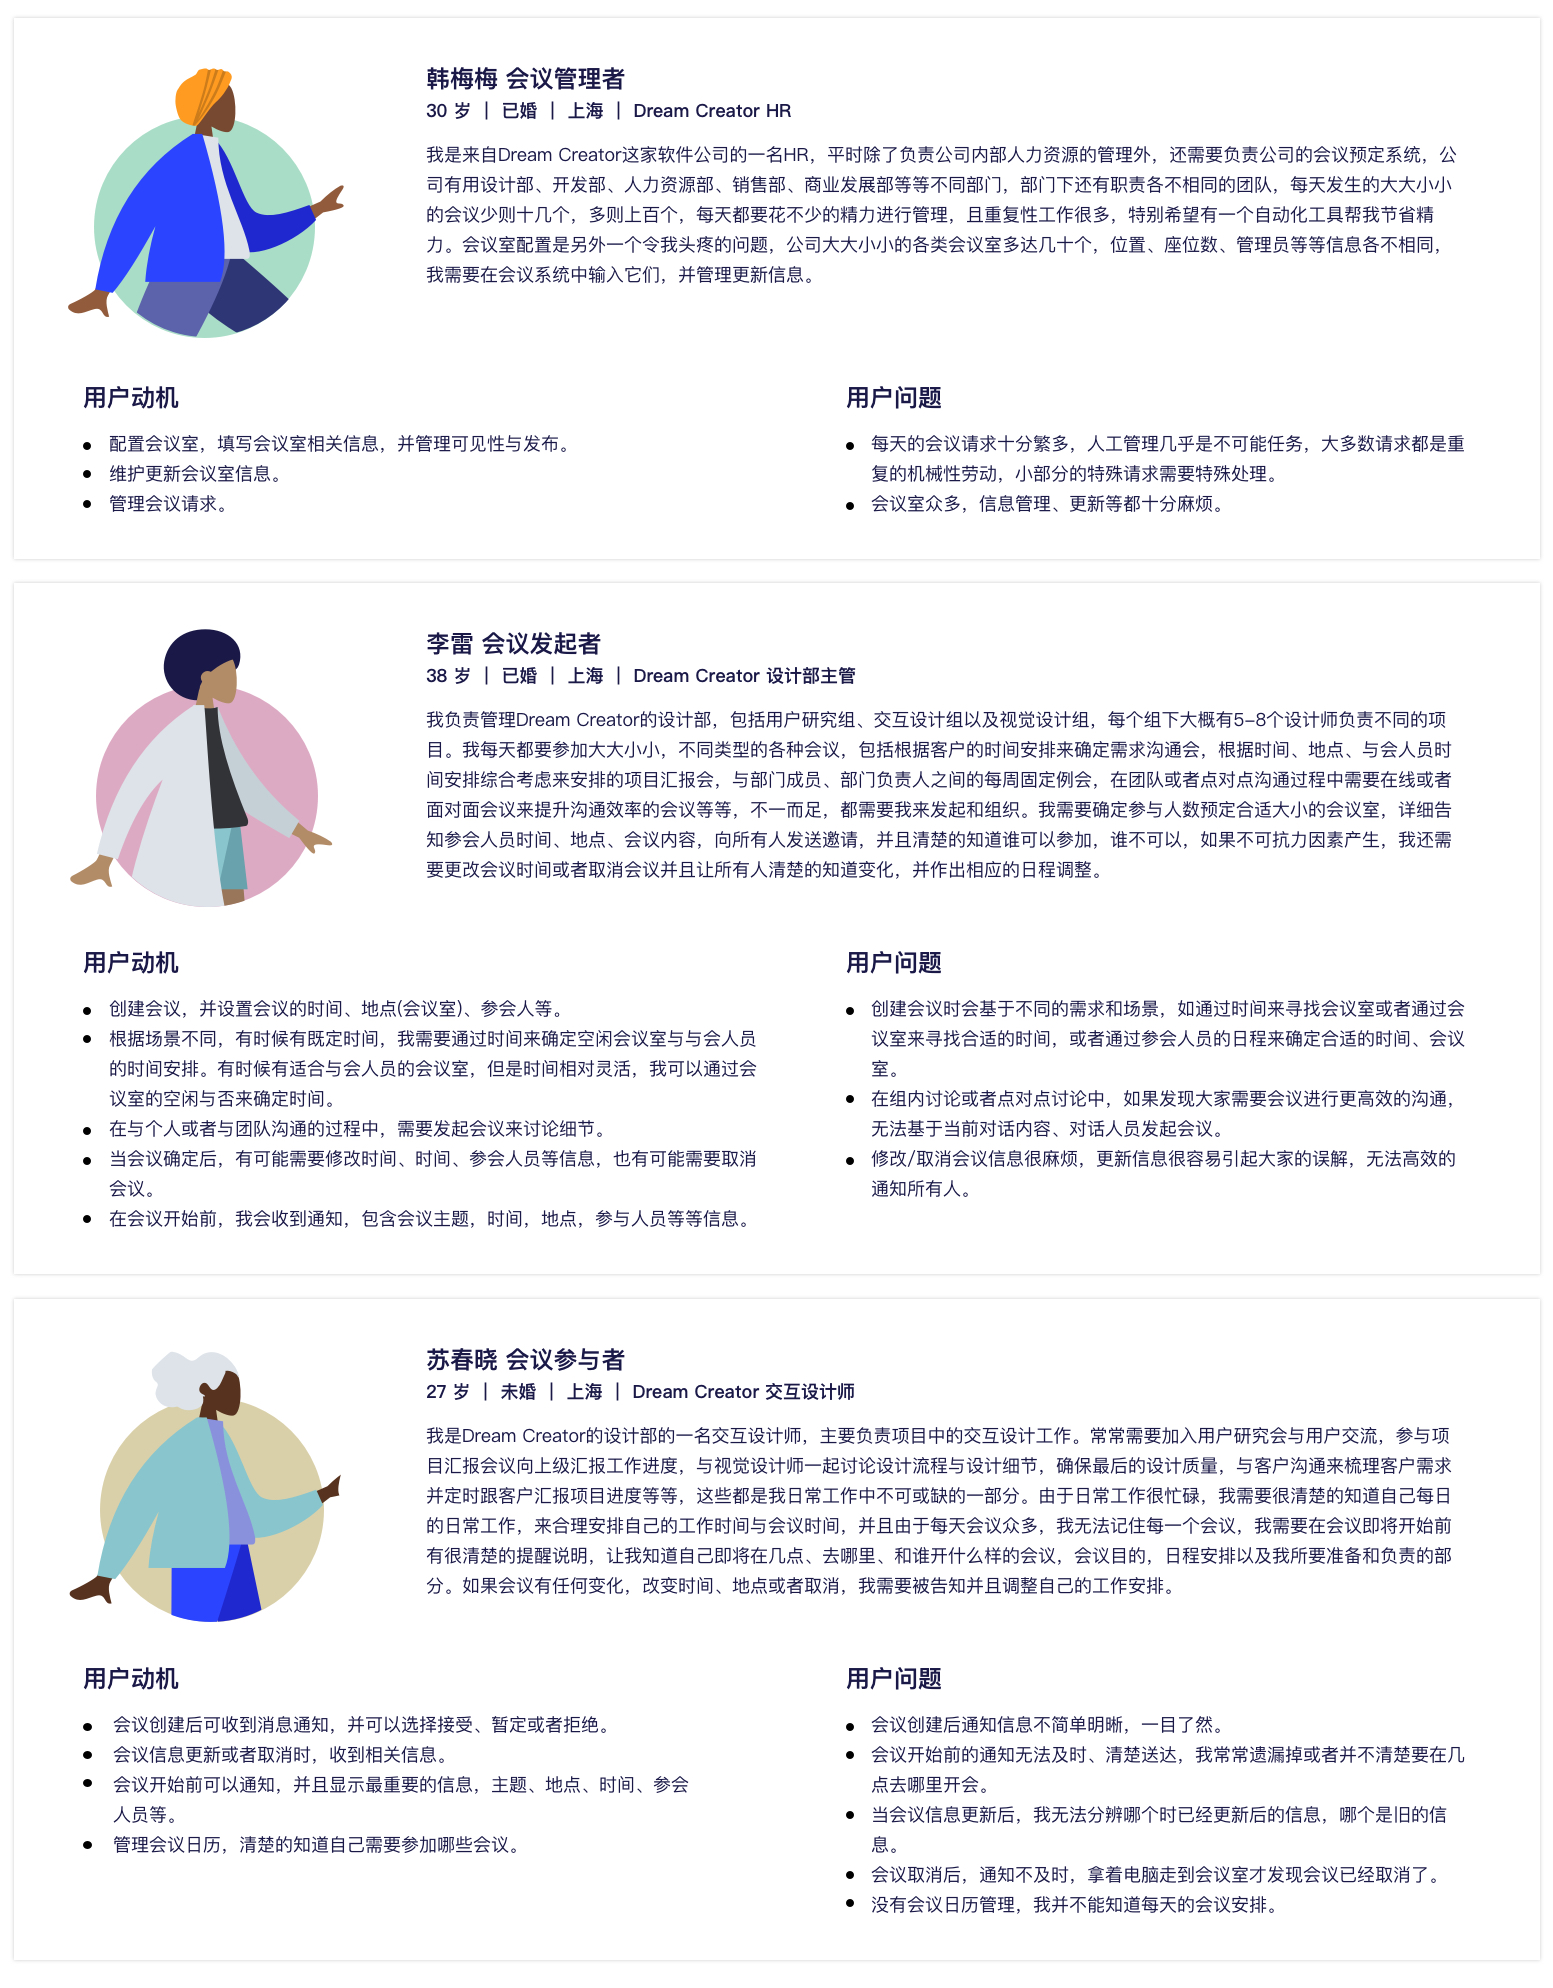 韩梅梅 会议管理者
30 岁 | 已婚 | 上海 | Dream Creator HR
我是来自Dream Creator这家软件公司的一名HR，平时除了负责公司内部人力资源的管理外，还需要负责公司的会议预定系统，公
司有用设计部、开发部、人力资源部、销售部、商业发展部等等不同部门，部门下还有职责各不相同的团队，每天发生的大大小小
的会议少则十几个，多则上百个，每天都要花不少的精力进行管理，且重复性工作很多，特别希望有一个自动化工具帮我节省精
力。会议室配置是另外一个令我头疼的问题，公司大大小小的各类会议室多达几十个，位置、座位数、管理员等等信息各不相同，
我需要在会议系统中输入它们，并管理更新信息。
用户动机
配置会议室，填写会议室相关信息，并管理可见性与发布。
维护更新会议室信息。
管理会议请求。
用户问题
每天的会议请求十分繁多，人工管理几乎是不可能任务，大多数请求都是重
复的机械性劳动，小部分的特殊请求需要特殊处理。
会议室众多，信息管理、更新等都十分麻烦。
李雷 会议发起者
38 岁 | 已婚 | 上海 | Dream Creator 设计部主管
我负责管理Dream Creator的设计部，包括用户研究组、交互设计组以及视觉设计组，每个组下大概有5-8个设计师负责不同的项
目。我每天都要参加大大小小，不同类型的各种会议，包括根据客户的时间安排来确定需求沟通会，根据时间、地点、与会人员时
间安排综合考虑来安排的项目汇报会，与部门成员、部门负责人之间的每周固定例会，在团队或者点对点沟通过程中需要在线或者
面对面会议来提升沟通效率的会议等等，不一而足，都需要我来发起和组织。我需要确定参与人数预定合适大小的会议室，详细告
知参会人员时间、地点、会议内容，向所有人发送邀请，并且清楚的知道谁可以参加，谁不可以，如果不可抗力因素产生，我还需
要更改会议时间或者取消会议并且让所有人清楚的知道变化，并作出相应的日程调整。
用户动机
创建会议，并设置会议的时间、地点(会议室)、参会人等。
根据场景不同，有时候有既定时间，我需要通过时间来确定空闲会议室与与会人员
的时间安排。有时候有适合与会人员的会议室，但是时间相对灵活，我可以通过会
议室的空闲与否来确定时间。
在与个人或者与团队沟通的过程中，需要发起会议来讨论细节。
当会议确定后，有可能需要修改时间、时间、参会人员等信息，也有可能需要取消
会议。
在会议开始前，我会收到通知，包含会议主题，时间，地点，参与人员等等信息。
用户问题
创建会议时会基于不同的需求和场景，如通过时间来寻找会议室或者通过会
议室来寻找合适的时间，或者通过参会人员的日程来确定合适的时间、会议
室。
在组内讨论或者点对点讨论中，如果发现大家需要会议进行更高效的沟通，
无法基于当前对话内容、对话人员发起会议。
修改/取消会议信息很麻烦，更新信息很容易引起大家的误解，无法高效的
通知所有人。
苏春晓 会议参与者
27 岁 | 未婚 | 上海 | Dream Creator 交互设计师
我是Dream Creator的设计部的一名交互设计师，主要负责项目中的交互设计工作。常常需要加入用户研究会与用户交流，参与项
目汇报会议向上级汇报工作进度，与视觉设计师一起讨论设计流程与设计细节，确保最后的设计质量，与客户沟通来梳理客户需求
并定时跟客户汇报项目进度等等，这些都是我日常工作中不可或缺的一部分。由于日常工作很忙碌，我需要很清楚的知道自己每日
的日常工作，来合理安排自己的工作时间与会议时间，并且由于每天会议众多，我无法记住每一个会议，我需要在会议即将开始前
有很清楚的提醒说明，让我知道自己即将在几点、去哪里、和谁开什么样的会议，会议目的，日程安排以及我所要准备和负责的部
分。如果会议有任何变化，改变时间、地点或者取消，我需要被告知并且调整自己的工作安排。
用户动机
会议创建后可收到消息通知，并可以选择接受、暂定或者拒绝。
会议信息更新或者取消时，收到相关信息。
会议开始前可以通知，并且显示最重要的信息，主题、地点、时间、参会
人员等。
管理会议日历，清楚的知道自己需要参加哪些会议。
用户问题
会议创建后通知信息不简单明晰，一目了然。
会议开始前的通知无法及时、清楚送达，我常常遗漏掉或者并不清楚要在几
点去哪里开会。
当会议信息更新后，我无法分辨哪个时已经更新后的信息，哪个是旧的信
息。
会议取消后，通知不及时，拿着电脑走到会议室才发现会议已经取消了。
没有会议日历管理，我并不能知道每天的会议安排。